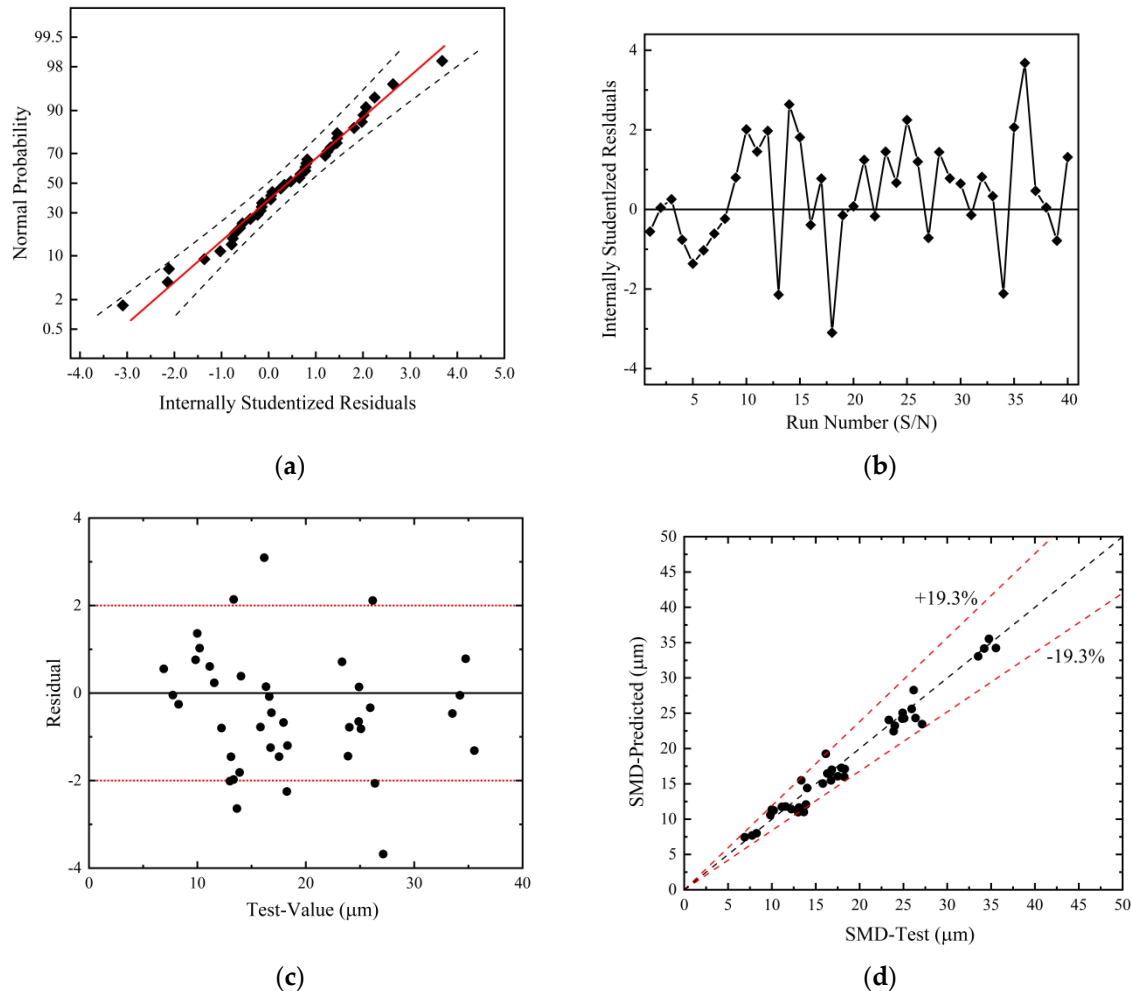 99.5
98
90
70
50
30
10
2
0.5
Normal Probability
-4.0 -3.0 -2.0 -1.0 0.0 1.0 2.0 3.0 4.0 5.0
Internally Studentized Residuals
(a)
4
2
0
-2
-4
Internally Studentlzed Reslduals
5 10 15 20 25 30 35 40
Run Number (S/N)
(b)
4
2
0
-2
-4
Residual
0 10 20 30 40
Test-Value (μm)
(c)
50
45
40
35
30
25
20
15
10
5
0
SMD-Predicted (μm)
+19.3%
-19.3%
0 5 10 15 20 25 30 35 40 45 50
SMD-Test (μm)
(d)